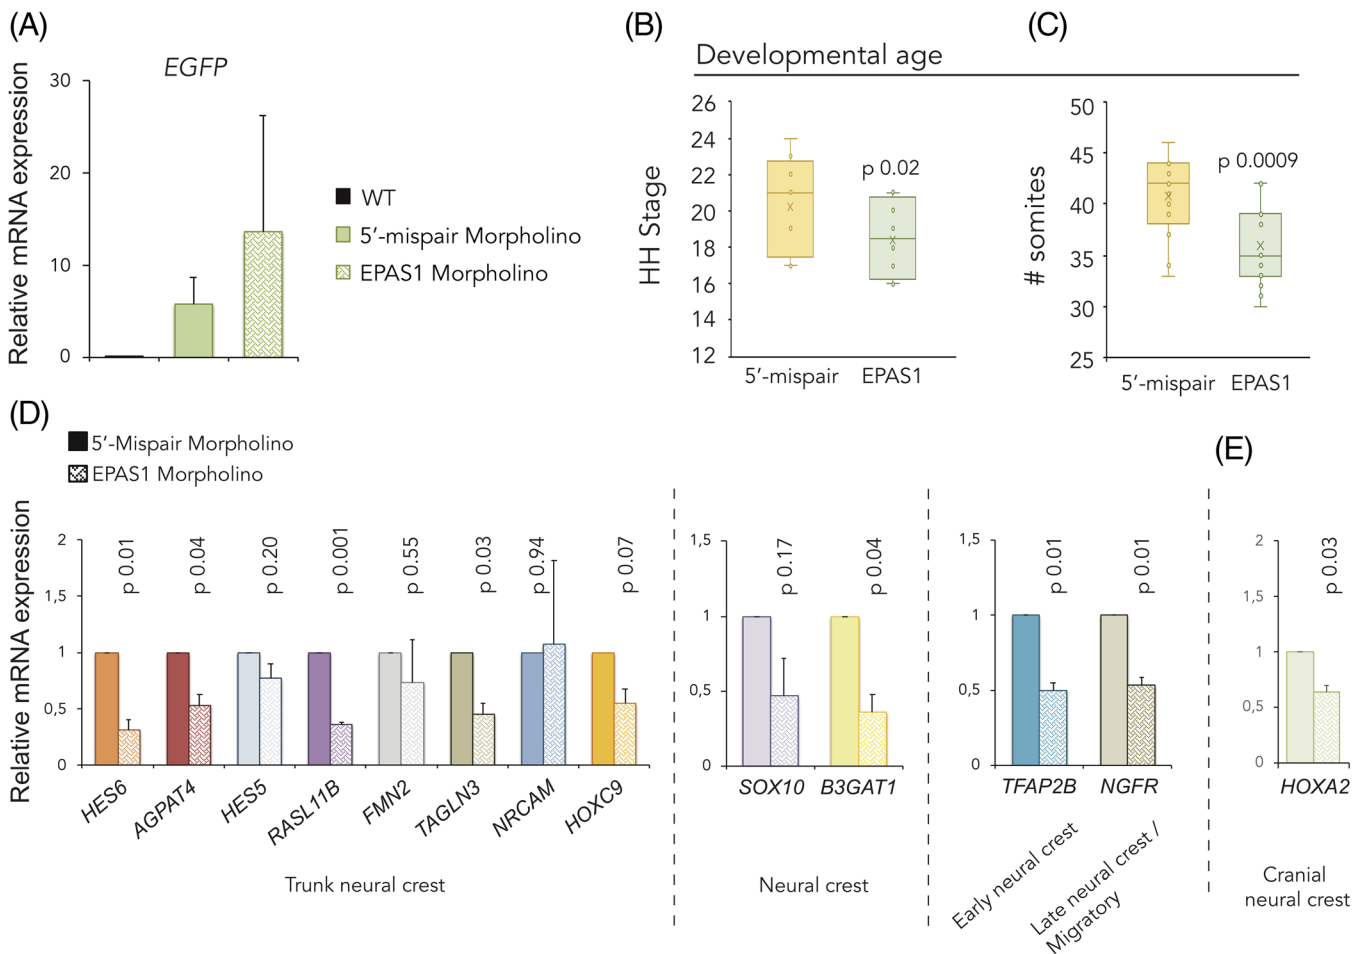 (A)
EGFP
Relative mRNA expression
30
20
10
0
WT
5′-mispair Morpholino
EPAS1 Morpholino
(B)
(C)
Developmental age
HH Stage
26
24
22
20
18
16
14
12
p 0.02
5′-mispair
EPAS1
# somites
50
45
40
35
30
25
p 0.0009
5′-mispair
EPAS1
(D)
5′-Mispair Morpholino
EPAS1 Morpholino
Relative mRNA expression
2
1,5
1
0,5
0
p 0.01
p 0.04
p 0.20
p 0.001
p 0.55
p 0.03
p 0.94
p 0.07
HES6
AGPAT4
HES5
RASL11B
FMN2
TAGLN3
NRCAM
HOXC9
Trunk neural crest
1,5
1
0,5
0
p 0.17
p 0.04
SOX10
B3GAT1
Neural crest
1,5
1
0,5
0
p 0.01
p 0.01
TFAP2B
NGFR
Early neural crest
Late neural crest /
Migratory
(E)
2
1,5
1
0,5
0
p 0.03
HOXA2
Cranial
neural crest